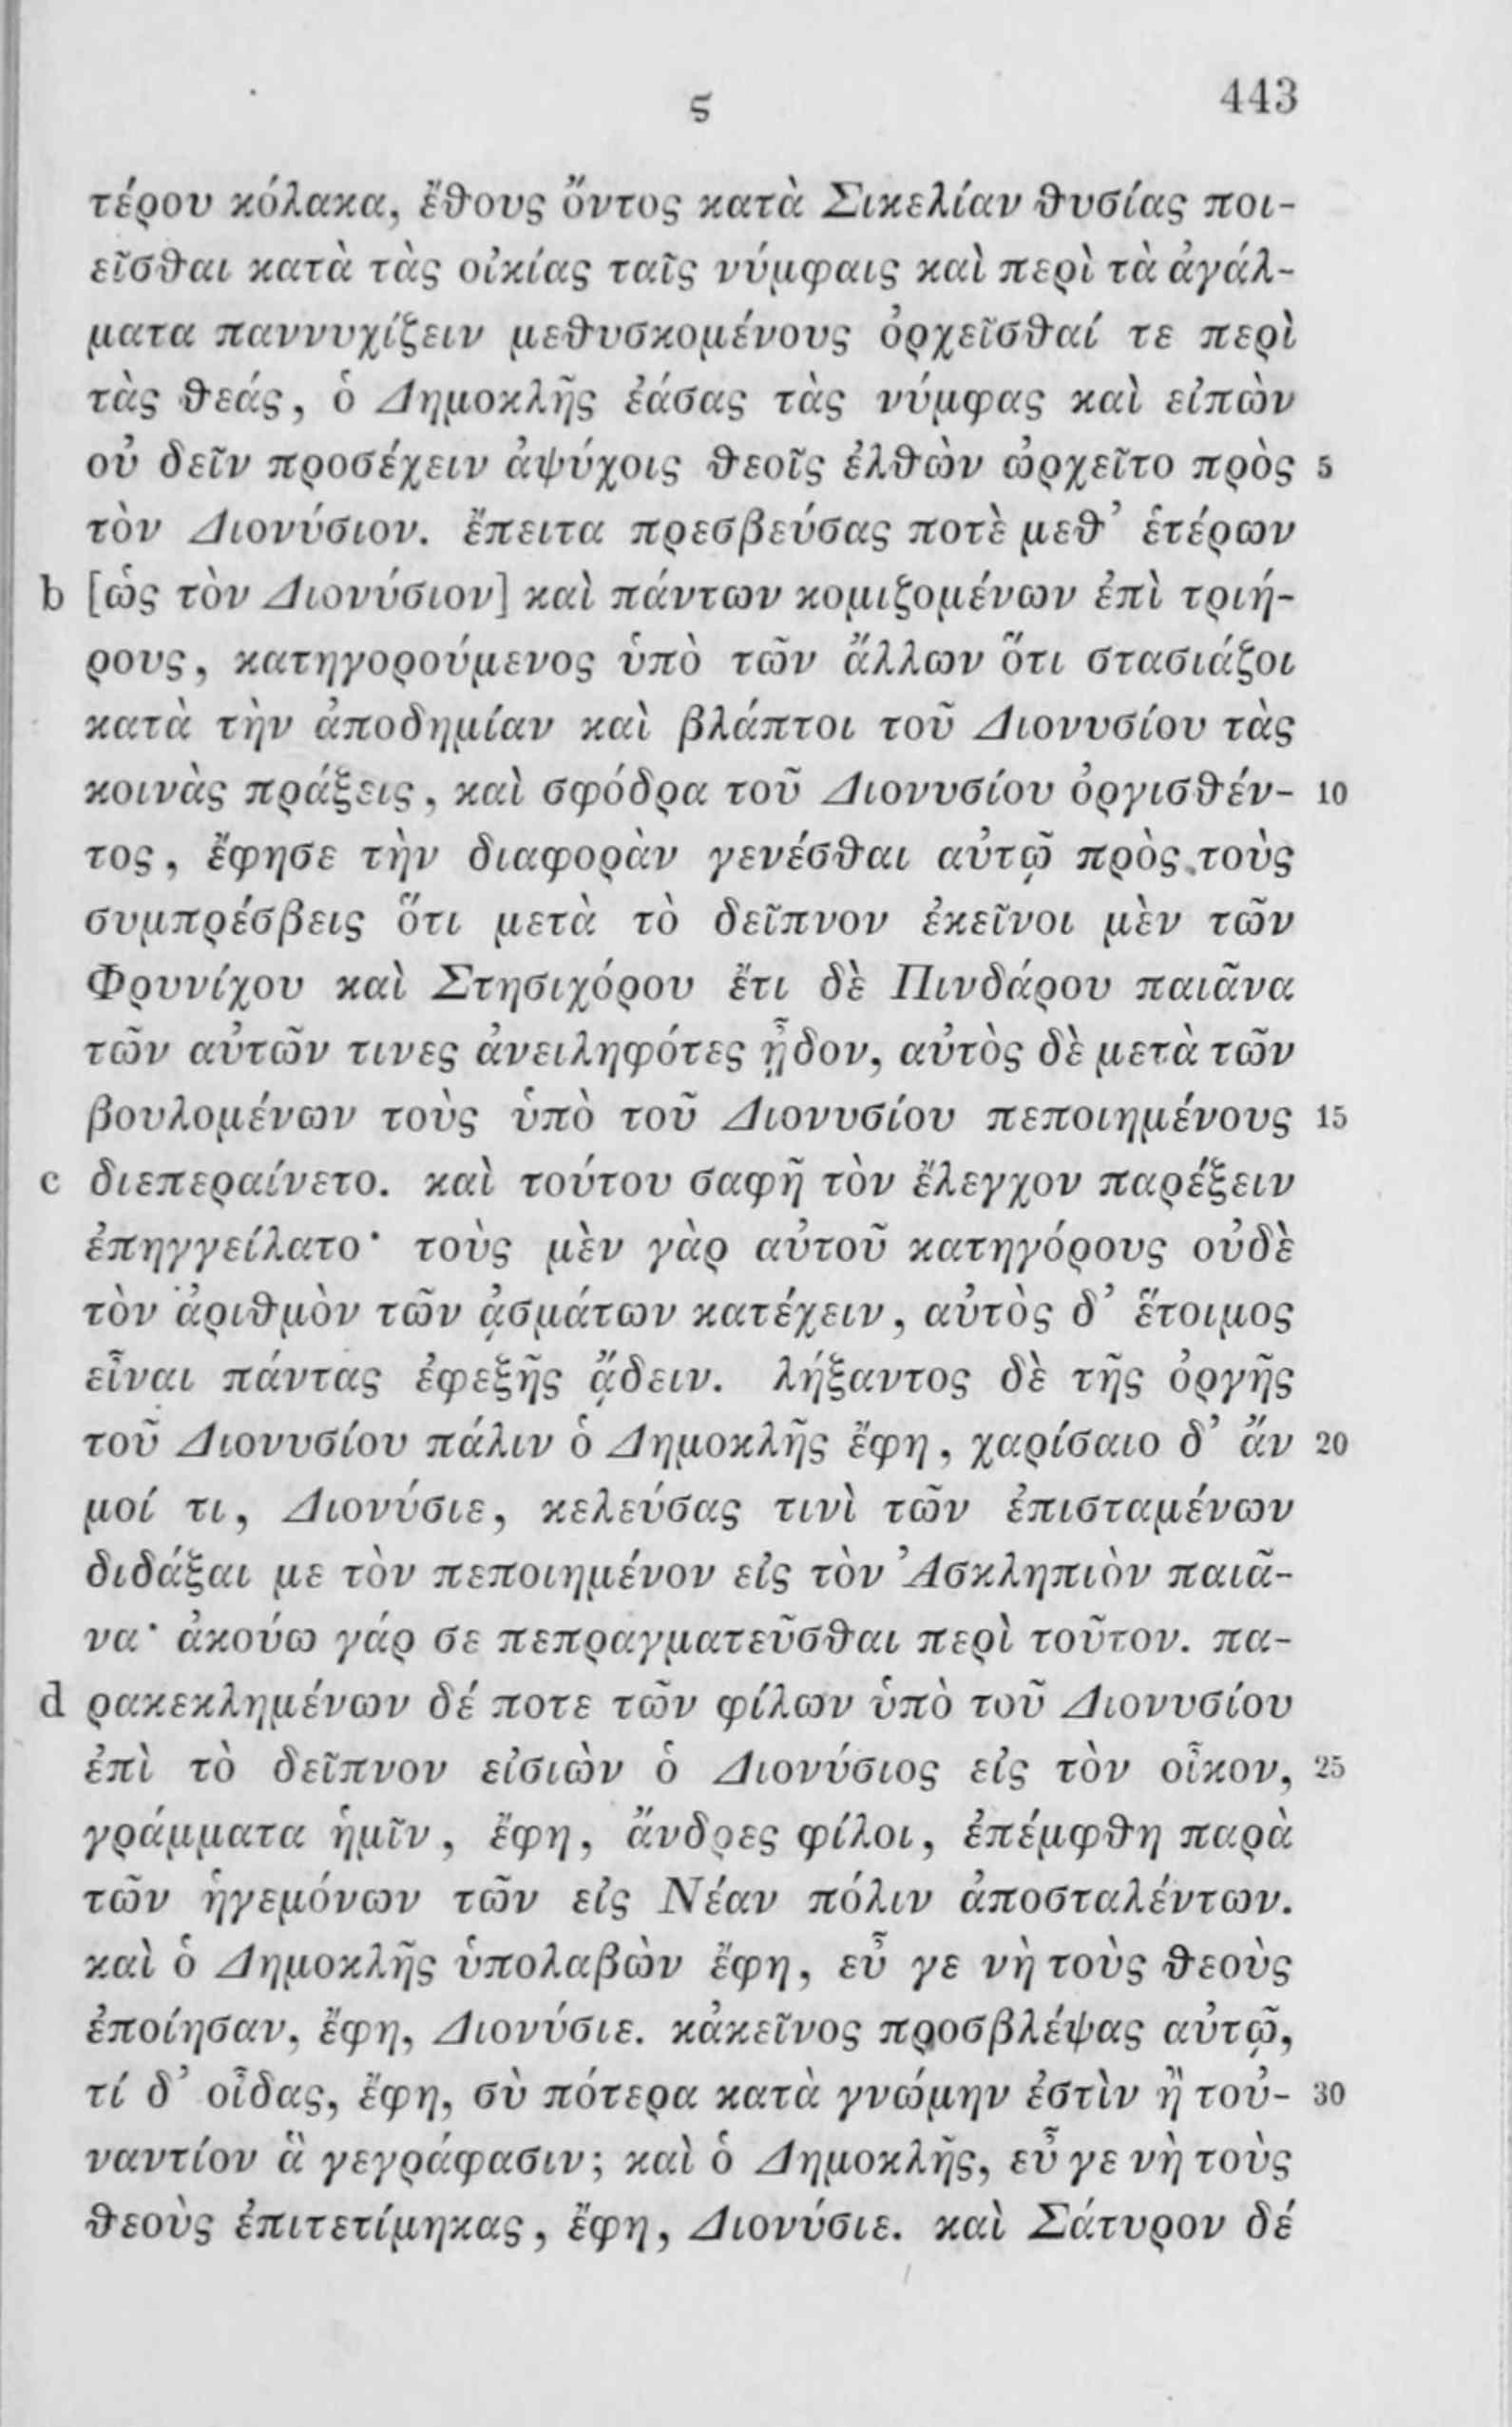 ϛ 443
τέρου κόλακα, ἔθους ὄντος κατὰ Σικελίαν θυσίας ποι-
εῖσθαι κατὰ τὰς οἰκίας ταῖς νύμφαις καὶ περὶ τὰ ἀγάλ-
ματα παννυχίζειν μεθυσκομένους ὀρχεῖσθαί τε περὶ
τὰς θεάς, ὁ Δημοκλῆς ἐάσας τὰς νύμφας καὶ εἰπὼν
οὐ δεῖν προσέχειν ἀψύχοις θεοῖς ἐλθὼν ὠρχεῖτο πρὸς 5
τὸν Διονύσιον. ἔπειτα πρεσβεύσας ποτὲ μεθ’ ἑτέρων
b [ὡς τὸν Διονύσιον] καὶ πάντων κομιζομένων ἐπὶ τριή-
ρους, κατηγορούμενος ὑπὸ τῶν ἄλλων ὅτι στασιάζοι
κατὰ τὴν ἀποδημίαν καὶ βλάπτοι τοῦ Διονυσίου τὰς
κοινὰς πράξεις, καὶ σφόδρα τοῦ Διονυσίου ὀργισθέν- 10
τος, ἔφησε τὴν διαφορὰν γενέσθαι αὐτῷ πρὸς τοὺς
συμπρέσβεις ὅτι μετὰ τὸ δεῖπνον ἐκεῖνοι μὲν τῶν
Φρυνίχου καὶ Στησιχόρου ἔτι δὲ Πινδάρου παιᾶνα
τῶν αὐτῶν τινες ἀνειληφότες ᾖδον, αὐτὸς δὲ μετὰ τῶν
βουλομένων τοὺς ὑπὸ τοῦ Διονυσίου πεποιημένους 15
c διεπεραίνετο. καὶ τούτου σαφῆ τὸν ἔλεγχον παρέξειν
ἐπηγγείλατο· τοὺς μὲν γὰρ αὐτοῦ κατηγόρους οὐδὲ
τὸν ἀριθμὸν τῶν ᾀσμάτων κατέχειν, αὐτὸς δ’ ἕτοιμος
εἶναι πάντας ἐφεξῆς ᾄδειν. λήξαντος δὲ τῆς ὀργῆς
τοῦ Διονυσίου πάλιν ὁ Δημοκλῆς ἔφη, χαρίσαιο δ’ ἄν 20
μοί τι, Διονύσιε, κελεύσας τινὶ τῶν ἐπισταμένων
διδάξαι με τὸν πεποιημένον εἰς τὸν Ἀσκληπιὸν παιᾶ-
να· ἀκούω γάρ σε πεπραγματεῦσθαι περὶ τοῦτον. πα-
d ρακεκλημένων δέ ποτε τῶν φίλων ὑπὸ τοῦ Διονυσίου
ἐπὶ τὸ δεῖπνον εἰσιὼν ὁ Διονύσιος εἰς τὸν οἶκον, 25
γράμματα ἡμῖν, ἔφη, ἄνδρες φίλοι, ἐπέμφθη παρὰ
τῶν ἡγεμόνων τῶν εἰς Νέαν πόλιν ἀποσταλέντων.
καὶ ὁ Δημοκλῆς ὑπολαβὼν ἔφη, εὖ γε νὴ τοὺς θεοὺς
ἐποίησαν, ἔφη, Διονύσιε. κἀκεῖνος προσβλέψας αὐτῷ,
τί δ’ οἶδας, ἔφη, σὺ πότερα κατὰ γνώμην ἐστὶν ἢ τοὐ- 30
ναντίον ἃ γεγράφασιν; καὶ ὁ Δημοκλῆς, εὖ γε νὴ τοὺς
θεοὺς ἐπιτετίμηκας, ἔφη, Διονύσιε. καὶ Σάτυρον δέ